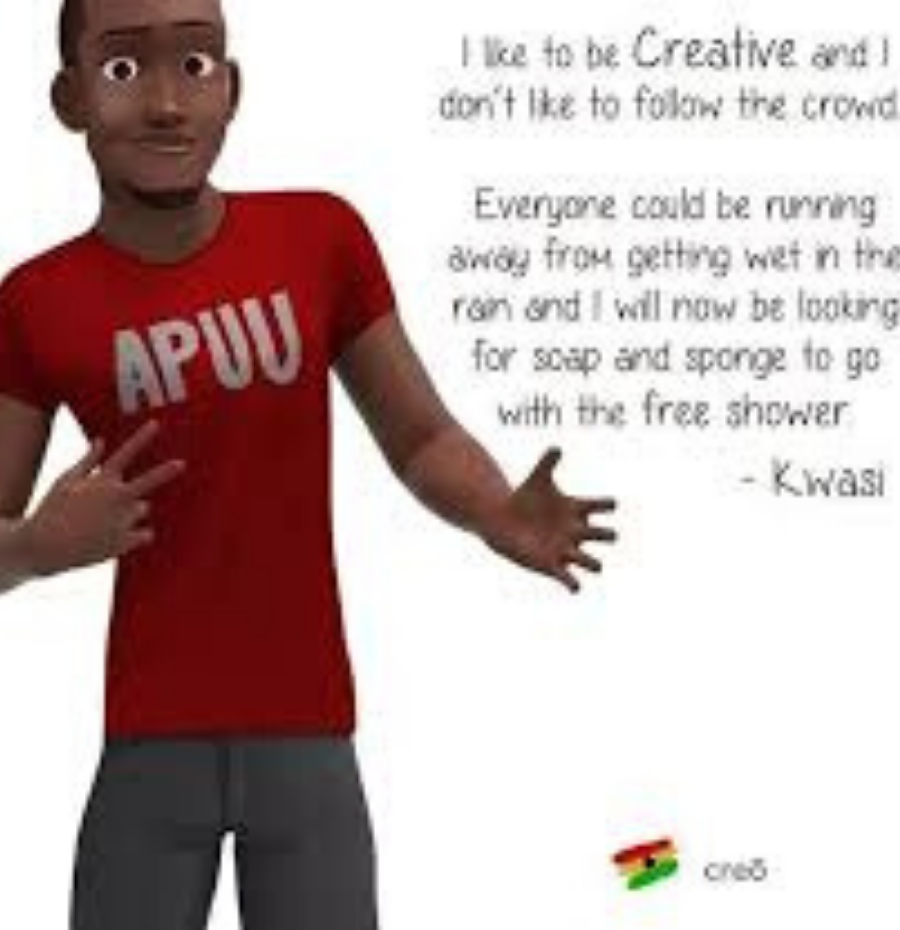 I like to be Creative and I
don't like to follow the crowd.
Everyone could be running
away from getting wet in the
rain and I will now be looking
for soap and sponge to go
with the free shower.
- Kwasi
APUU
creō